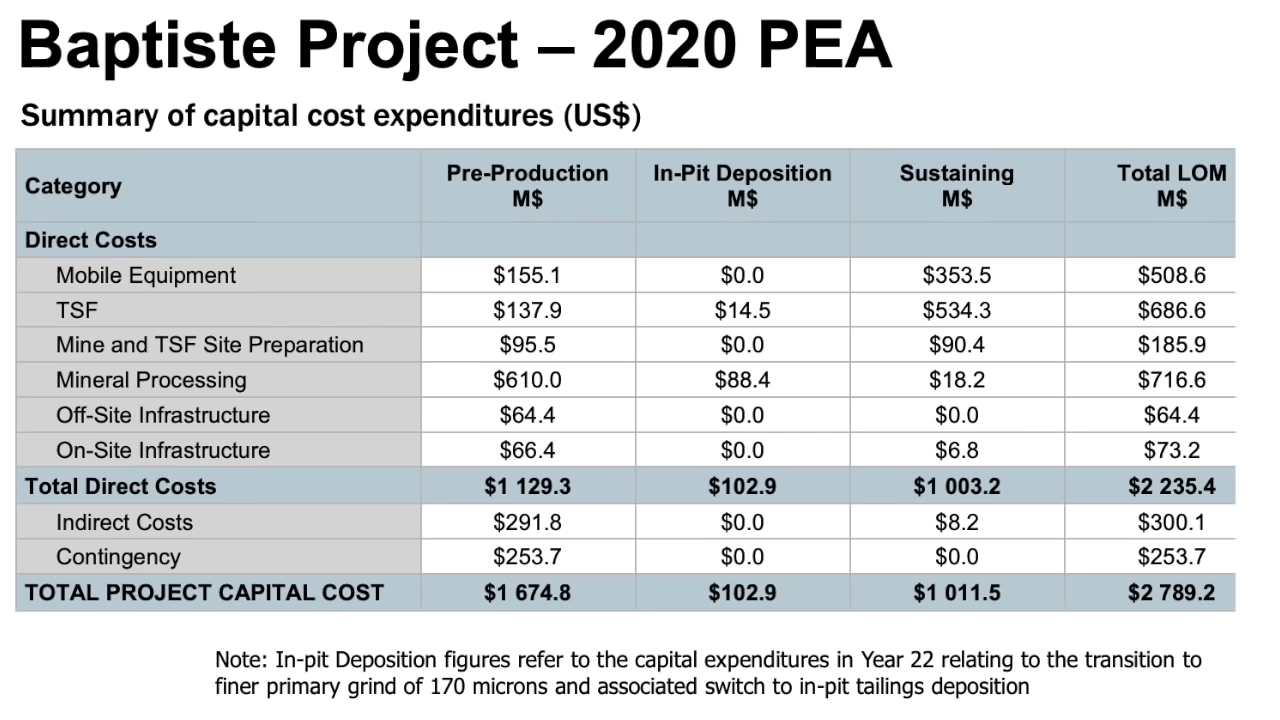 Baptiste Project – 2020 PEA
Summary of capital cost expenditures (US$)
Category Pre-Production M$ In-Pit Deposition M$ Sustaining M$ Total LOM M$
Direct Costs
Mobile Equipment $155.1 $0.0 $353.5 $508.6
TSF $137.9 $14.5 $534.3 $686.6
Mine and TSF Site Preparation $95.5 $0.0 $90.4 $185.9
Mineral Processing $610.0 $88.4 $18.2 $716.6
Off-Site Infrastructure $64.4 $0.0 $0.0 $64.4
On-Site Infrastructure $66.4 $0.0 $6.8 $73.2
Total Direct Costs $1 129.3 $102.9 $1 003.2 $2 235.4
Indirect Costs $291.8 $0.0 $8.2 $300.1
Contingency $253.7 $0.0 $0.0 $253.7
TOTAL PROJECT CAPITAL COST $1 674.8 $102.9 $1 011.5 $2 789.2
Note: In-pit Deposition figures refer to the capital expenditures in Year 22 relating to the transition to
finer primary grind of 170 microns and associated switch to in-pit tailings deposition